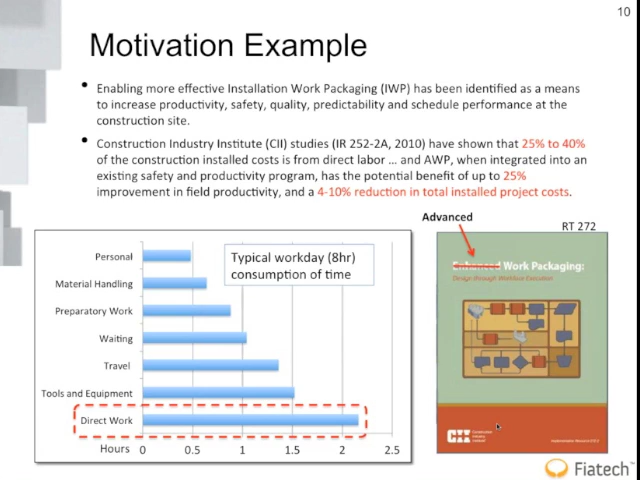 10
Motivation Example
• Enabling more effective Installation Work Packaging (IWP) has been identified as a means
to increase productivity, safety, quality, predictability and schedule performance at the
construction site.
• Construction Industry Institute (CII) studies (IR 252-2A, 2010) have shown that 25% to 40%
of the construction installed costs is from direct labor ... and AWP, when integrated into an
existing safety and productivity program, has the potential benefit of up to 25%
improvement in field productivity, and a 4-10% reduction in total installed project costs.
Advanced
RT 272
Typical workday (8hr)
consumption of time
Personal
Material Handling
Preparatory Work
Waiting
Travel
Tools and Equipment
Direct Work
Hours 0 0.5 1 1.5 2 2.5
Enhanced Work Packaging:
Design through Workface Execution
CII
Construction
Industry
Institute
Fiatech